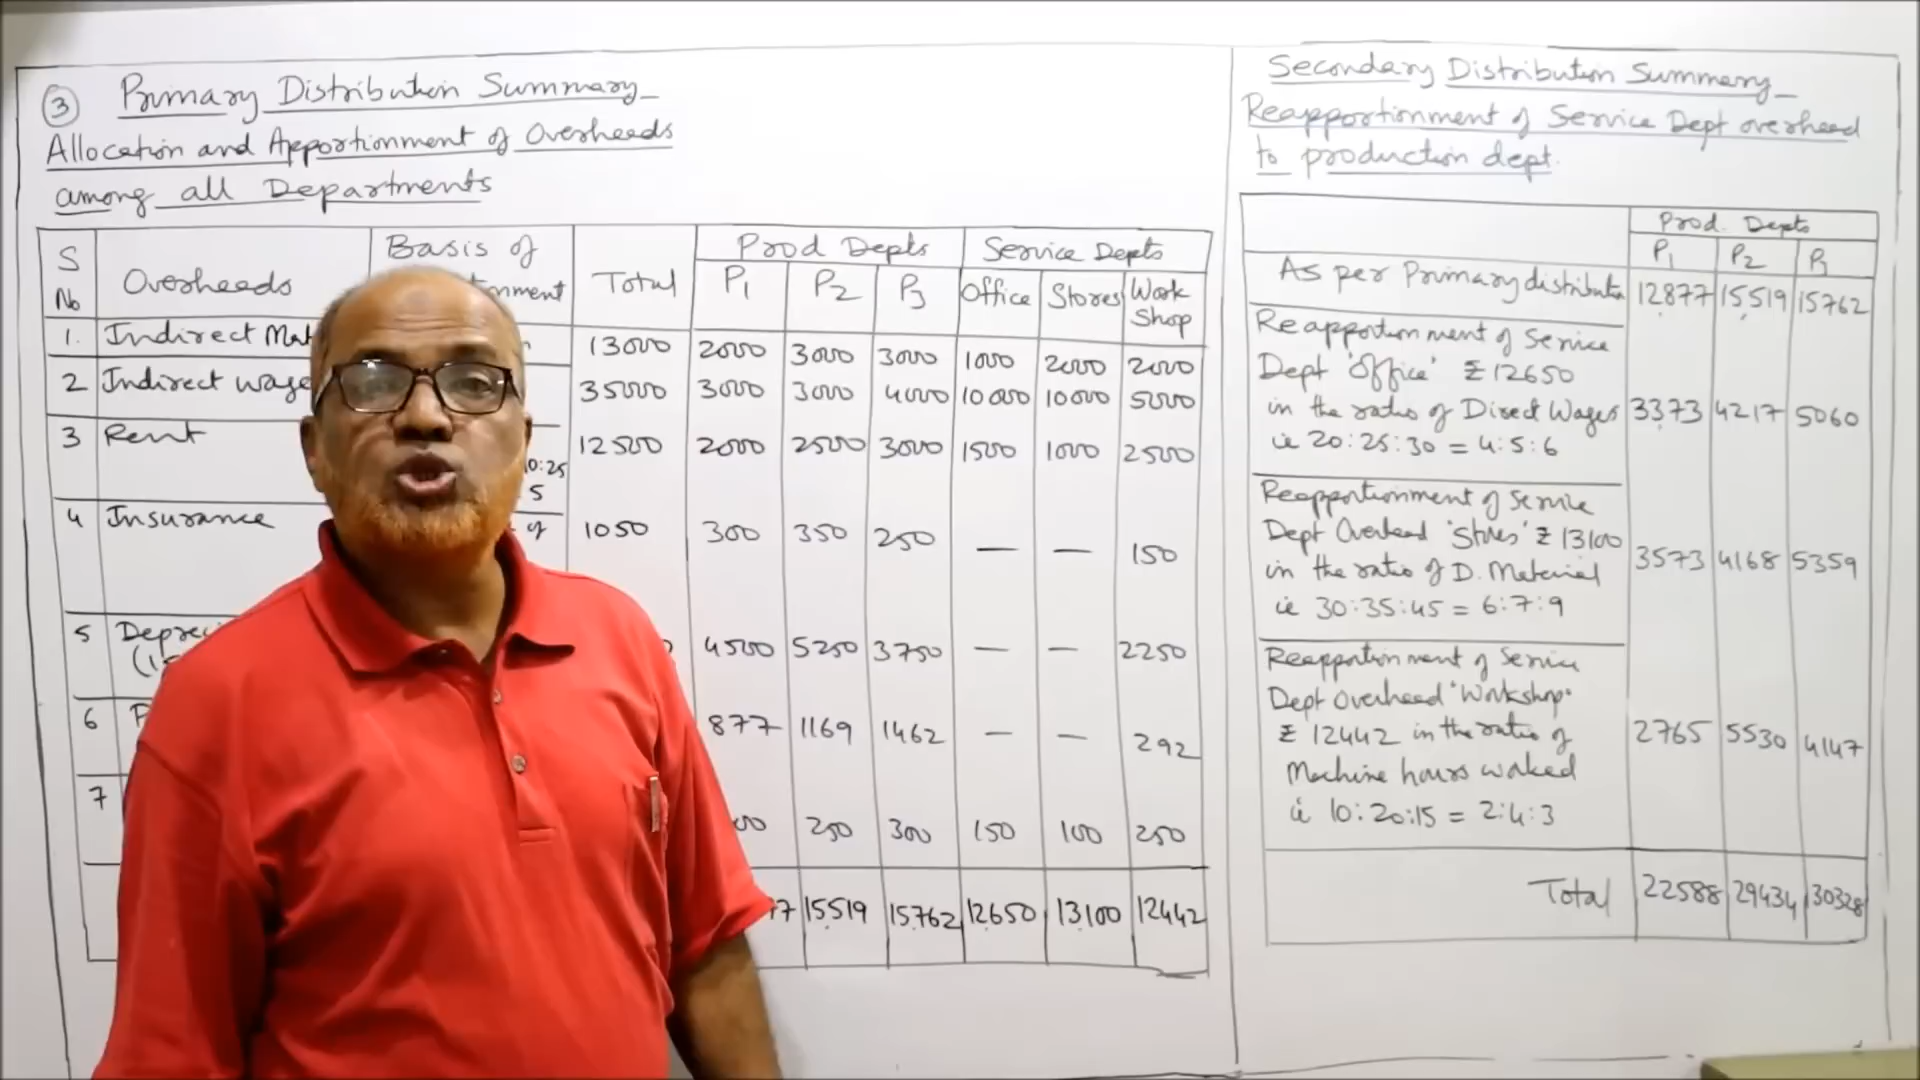 3 Primary Distribution Summary
Allocation and Apportionment of Overheads
among all Departments
S No Overheads Basis of Total Prod Depts Service Depts
P1 P2 P3 Office Stores Work Shop
1. Indirect Mat 13000 2000 3000 3000 1000 2000 2000
2 Indirect wage 35000 3000 3000 4000 10000 10000 5000
3 Rent 12500 2000 2500 3000 1500 1000 2500
4 Insurance of 1050 300 350 250 — — 150
5 4500 5250 3750 — — 2250
6 877 1169 1462 — — 292
7 250 300 150 100 250
15519 15762 12650 13100 12442
Secondary Distribution Summary
Reapportionment of Service Dept overhead
to production dept.
Prod. Depts
P1 P2 P3
As per Primary distribution 12877 15519 15762
Reapportionment of Service
Dept 'Office' ₹ 12650
in the ratio of Direct Wages 3373 4217 5060
ie 20:25:30 = 4:5:6
Reapportionment of Service
Dept Overhead 'Stores' ₹ 13100
in the ratio of D. Material 3573 4168 5359
ie 30:35:45 = 6:7:9
Reapportionment of Service
Dept Overhead 'Workshop'
₹ 12442 in the ratio of 2765 5530 4147
Machine hours worked
ie 10:20:15 = 2:4:3
Total 22588 29434 30328